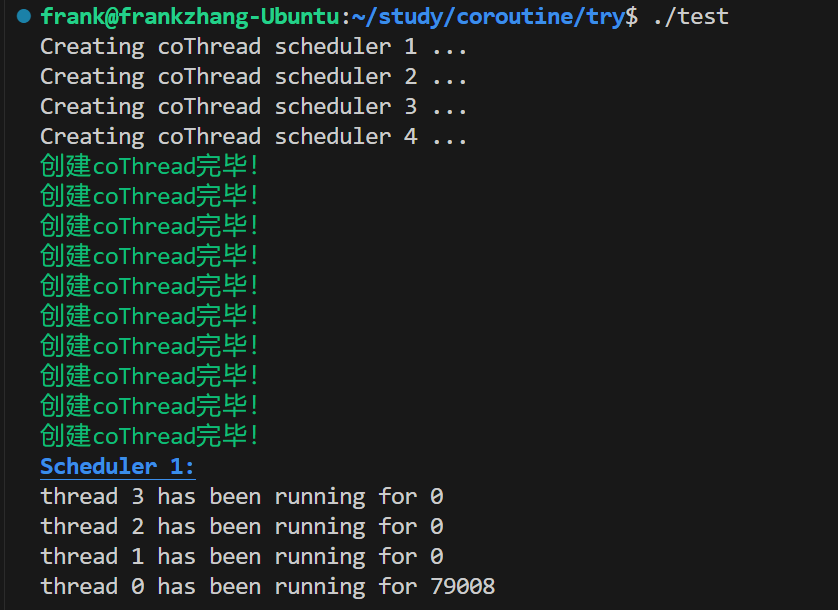 frank@frankzhang-Ubuntu:~/study/coroutine/try$ ./test
Creating coThread scheduler 1 ...
Creating coThread scheduler 2 ...
Creating coThread scheduler 3 ...
Creating coThread scheduler 4 ...
创建coThread完毕!
创建coThread完毕!
创建coThread完毕!
创建coThread完毕!
创建coThread完毕!
创建coThread完毕!
创建coThread完毕!
创建coThread完毕!
创建coThread完毕!
创建coThread完毕!
Scheduler 1:
thread 3 has been running for 0
thread 2 has been running for 0
thread 1 has been running for 0
thread 0 has been running for 79008